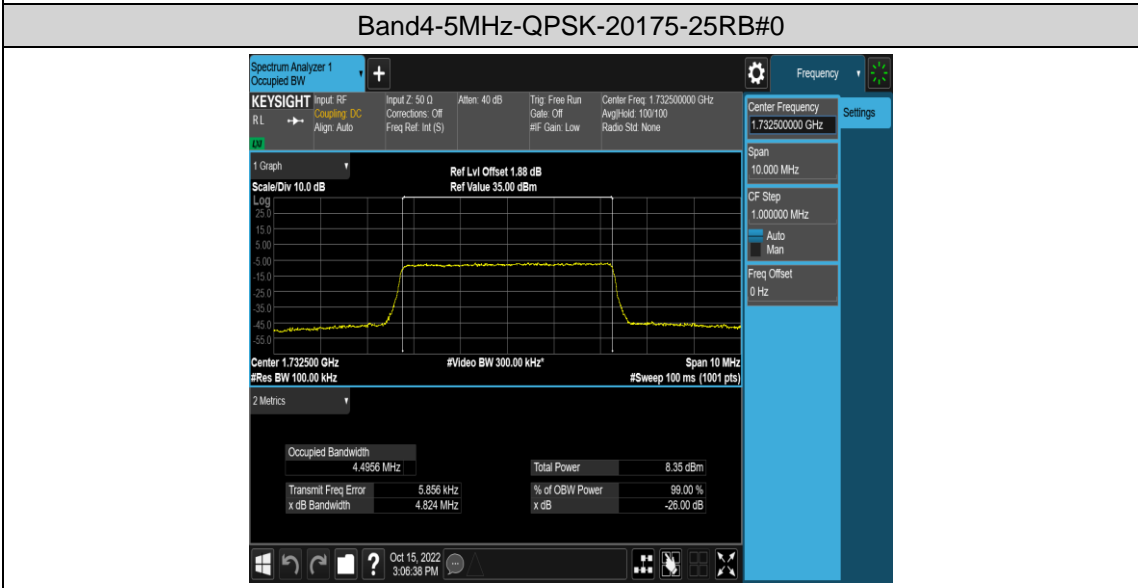 Band4-5MHz-QPSK-20175-25RB#0
Spectrum Analyzer 1
Occupied BW
Frequency
KEYSIGHT Input: RF Input Z: 50 Ω Atten: 40 dB Trig: Free Run Center Freq: 1.732500000 GHz
RL Coupling: DC Corrections: Off Gate: Off Avg|Hold: 100/100
Align: Auto Freq Ref: Int (S) #IF Gain: Low Radio Std: None
Center Frequency
1.732500000 GHz
Settings
Span
10.000 MHz
CF Step
1.000000 MHz
Auto
Man
Freq Offset
0 Hz
1 Graph
Ref Lvl Offset 1.88 dB
Scale/Div 10.0 dB Ref Value 35.00 dBm
Log
25.0
15.0
5.00
-5.00
-15.0
-25.0
-35.0
-45.0
-55.0
Center 1.732500 GHz #Video BW 300.00 kHz* Span 10 MHz
#Res BW 100.00 kHz #Sweep 100 ms (1001 pts)
2 Metrics
Occupied Bandwidth
4.4956 MHz Total Power 8.35 dBm
Transmit Freq Error 5.856 kHz % of OBW Power 99.00 %
x dB Bandwidth 4.824 MHz x dB -26.00 dB
Oct 15, 2022
3:06:38 PM